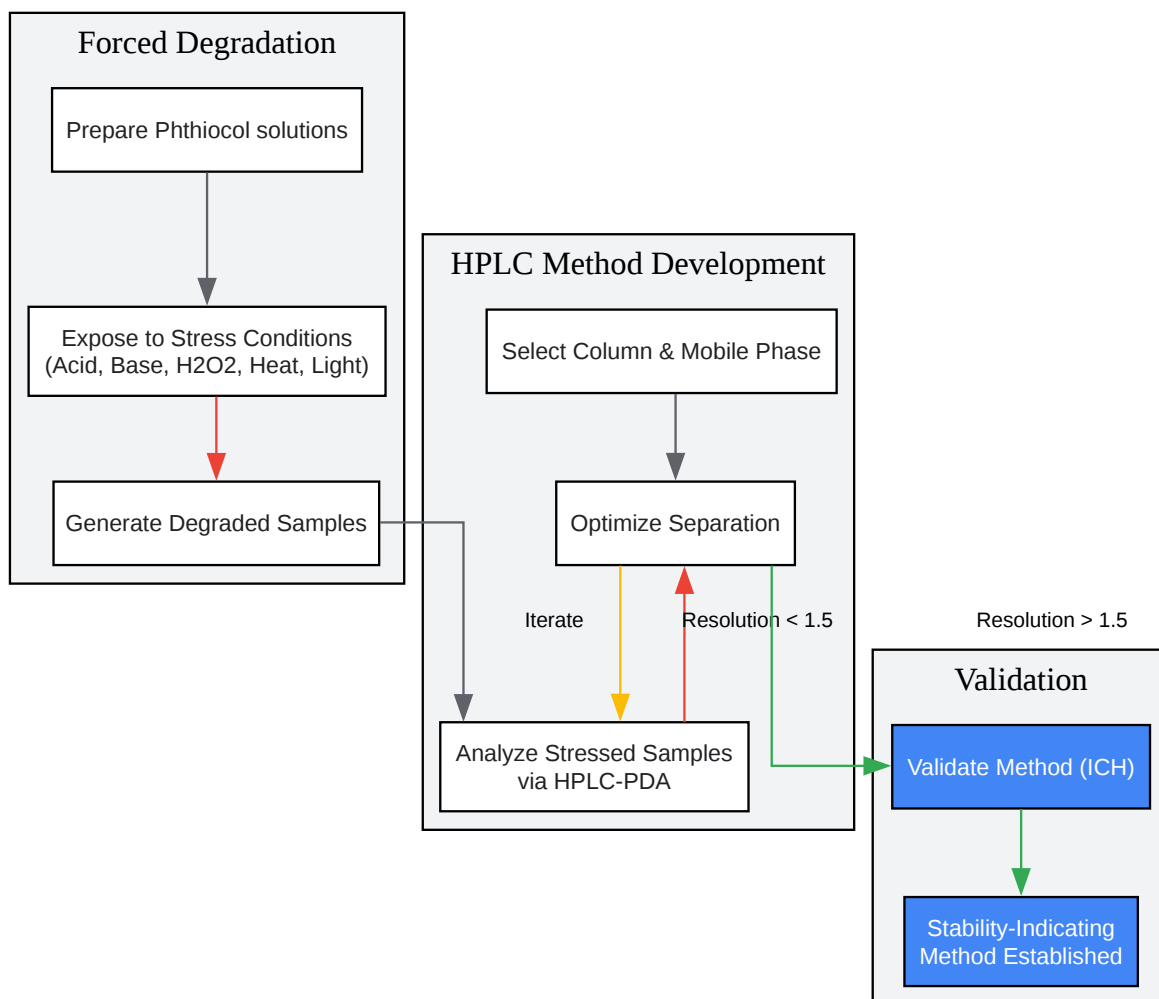 Forced Degradation
Prepare Phthiocol solutions
Expose to Stress Conditions
(Acid, Base, H2O2, Heat, Light)
Generate Degraded Samples
HPLC Method Development
Select Column & Mobile Phase
Optimize Separation
Iterate
Resolution < 1.5
Analyze Stressed Samples
via HPLC-PDA
Resolution > 1.5
Validation
Validate Method (ICH)
Stability-Indicating
Method Established